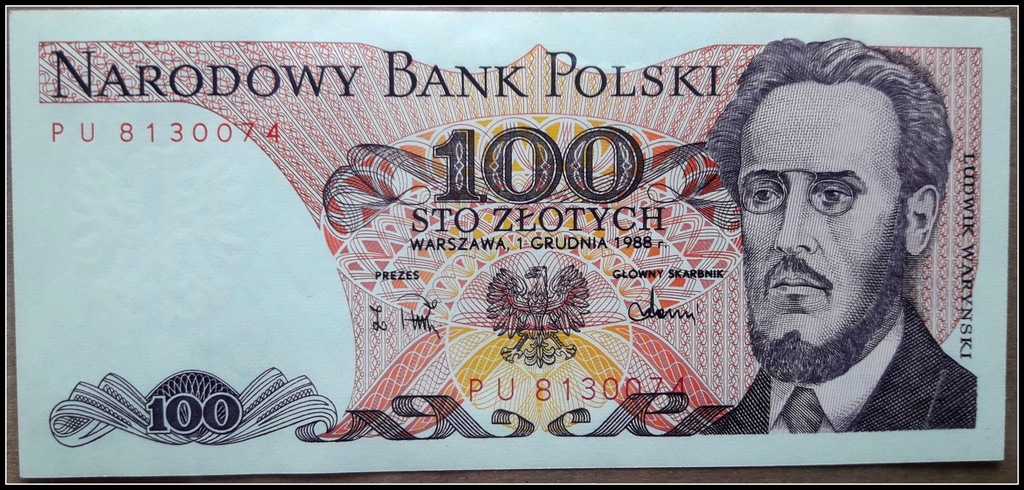 NARODOWY BANK POLSKI
PU 8130074
100
STO ZŁOTYCH
WARSZAWA, 1 GRUDNIA 1988 r.
PREZES
GŁÓWNY SKARBNIK
PU 8130074
100
LUDWIK WARYŃSKI